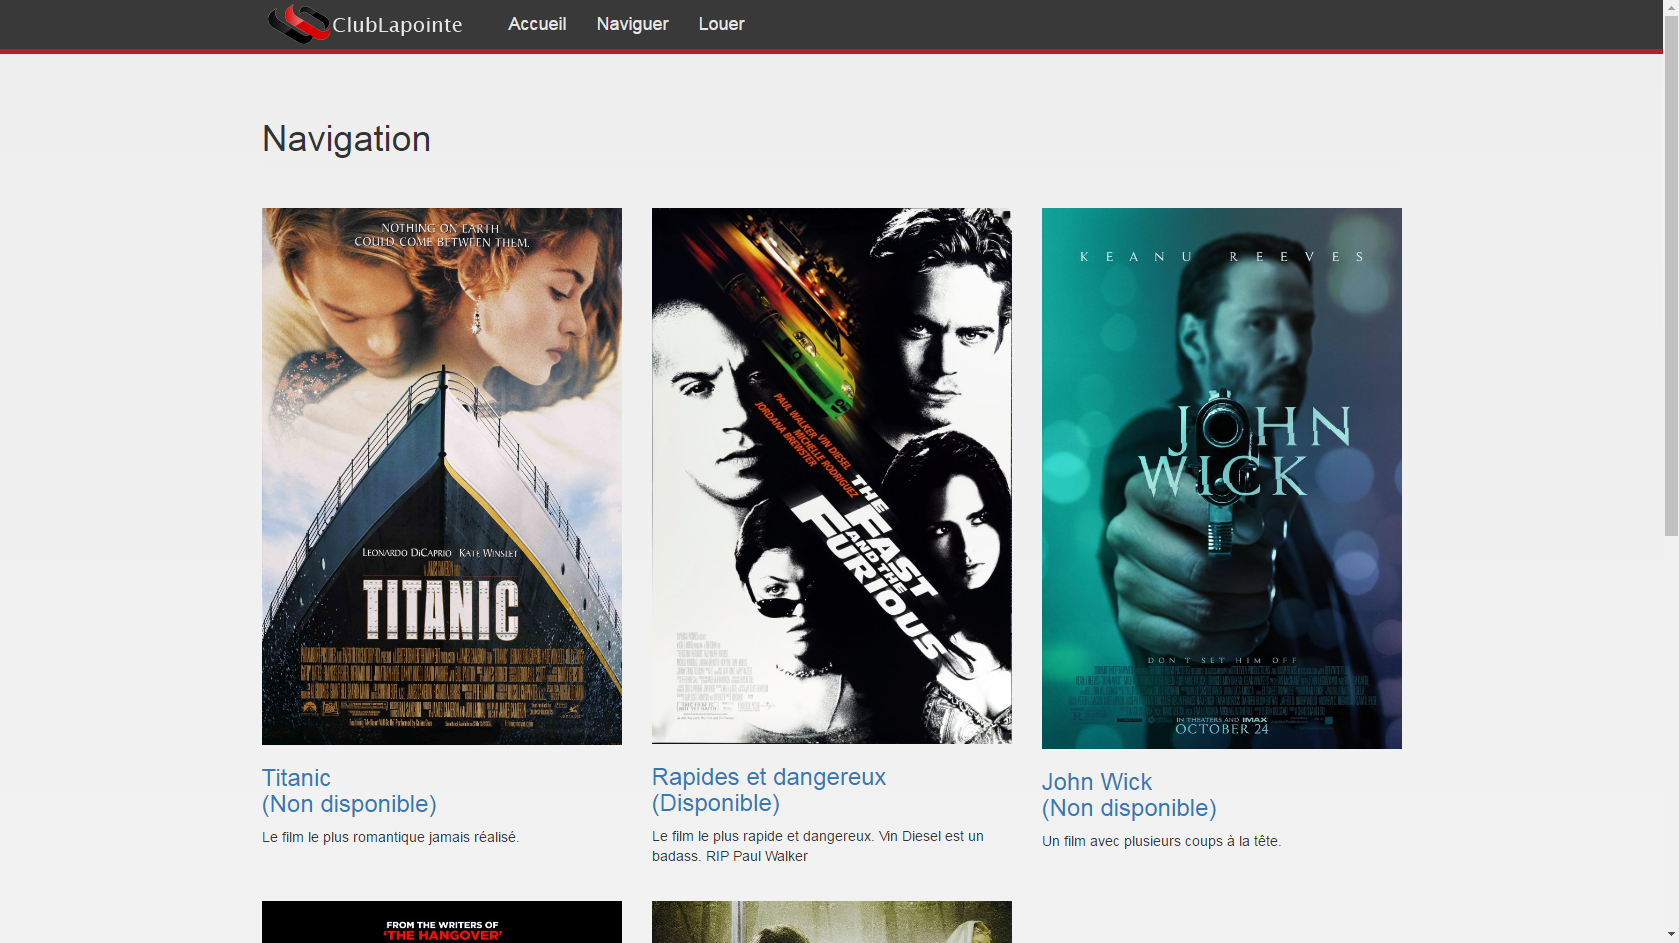 ClubLapointe
Accueil
Naviguer
Louer
Navigation
NOTHING ON EARTH
COULD COME BETWEEN THEM.
LEONARDO DICAPRIO KATE WINSLET
TITANIC
PAUL WALKER VIN DIESEL
MICHELLE RODRIGUEZ
JORDANA BREWSTER
THE
FAST
AND THE
FURIOUS
KEANU REEVES
JOHN
WICK
DON'T SET HIM OFF
IN THEATERS AND IMAX
OCTOBER 24
Titanic
(Non disponible)
Le film le plus romantique jamais réalisé.
Rapides et dangereux
(Disponible)
Le film le plus rapide et dangereux. Vin Diesel est un
badass. RIP Paul Walker
John Wick
(Non disponible)
Un film avec plusieurs coups à la tête.
FROM THE WRITERS OF
'THE HANGOVER'